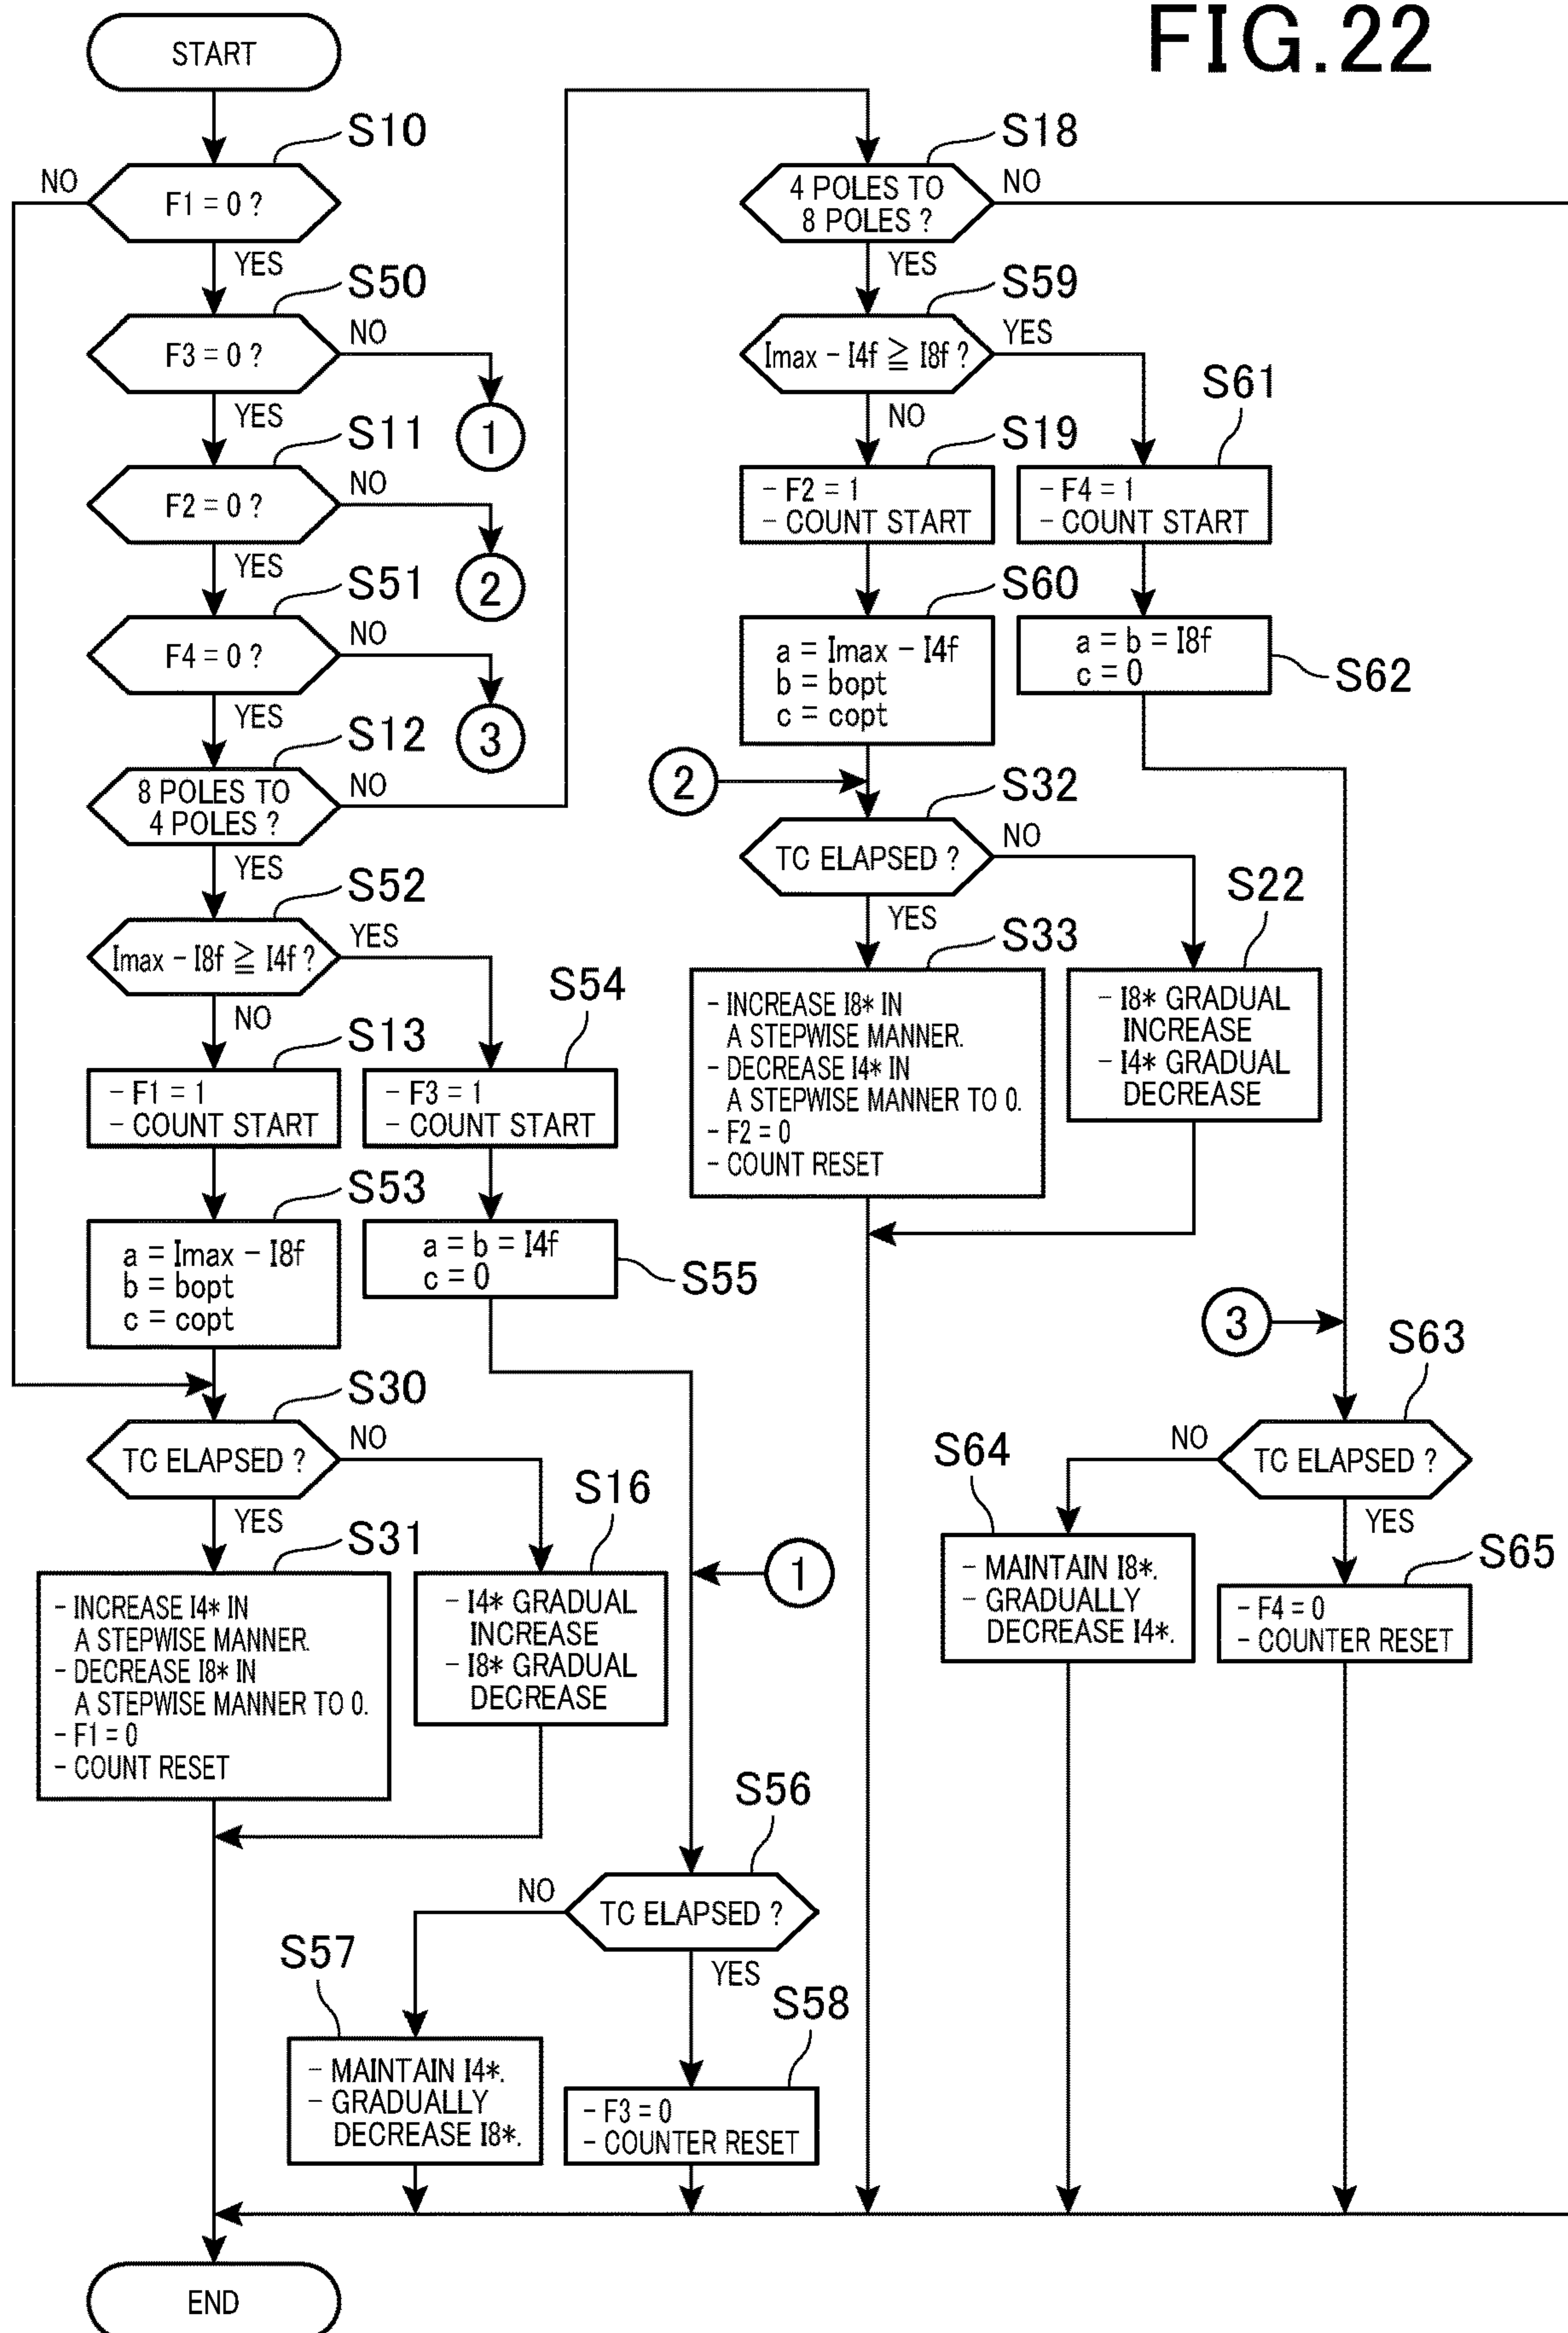 FIG.22
START
S10
F1 = 0 ?
NO
YES
S50
F3 = 0 ?
NO
1
YES
S11
F2 = 0 ?
NO
2
YES
S51
F4 = 0 ?
NO
3
YES
S12
8 POLES TO
4 POLES ?
NO
YES
S52
Imax – I8f ≧ I4f ?
YES
NO
S13
– F1 = 1
– COUNT START
S54
– F3 = 1
– COUNT START
S53
a = Imax – I8f
b = bopt
c = copt
a = b = I4f
c = 0
S55
S30
TC ELAPSED ?
NO
YES
S31
– INCREASE I4* IN
A STEPWISE MANNER.
– DECREASE I8* IN
A STEPWISE MANNER TO 0.
– F1 = 0
– COUNT RESET
S16
– I4* GRADUAL
INCREASE
– I8* GRADUAL
DECREASE
1
S56
TC ELAPSED ?
NO
YES
S57
– MAINTAIN I4*.
– GRADUALLY
DECREASE I8*.
S58
– F3 = 0
– COUNTER RESET
S18
4 POLES TO
8 POLES ?
NO
YES
S59
Imax – I4f ≧ I8f ?
YES
NO
S19
– F2 = 1
– COUNT START
S61
– F4 = 1
– COUNT START
S60
a = Imax – I4f
b = bopt
c = copt
a = b = I8f
c = 0
S62
2
S32
TC ELAPSED ?
NO
YES
S33
– INCREASE I8* IN
A STEPWISE MANNER.
– DECREASE I4* IN
A STEPWISE MANNER TO 0.
– F2 = 0
– COUNT RESET
S22
– I8* GRADUAL
INCREASE
– I4* GRADUAL
DECREASE
3
S63
TC ELAPSED ?
NO
YES
S64
– MAINTAIN I8*.
– GRADUALLY
DECREASE I4*.
S65
– F4 = 0
– COUNTER RESET
END